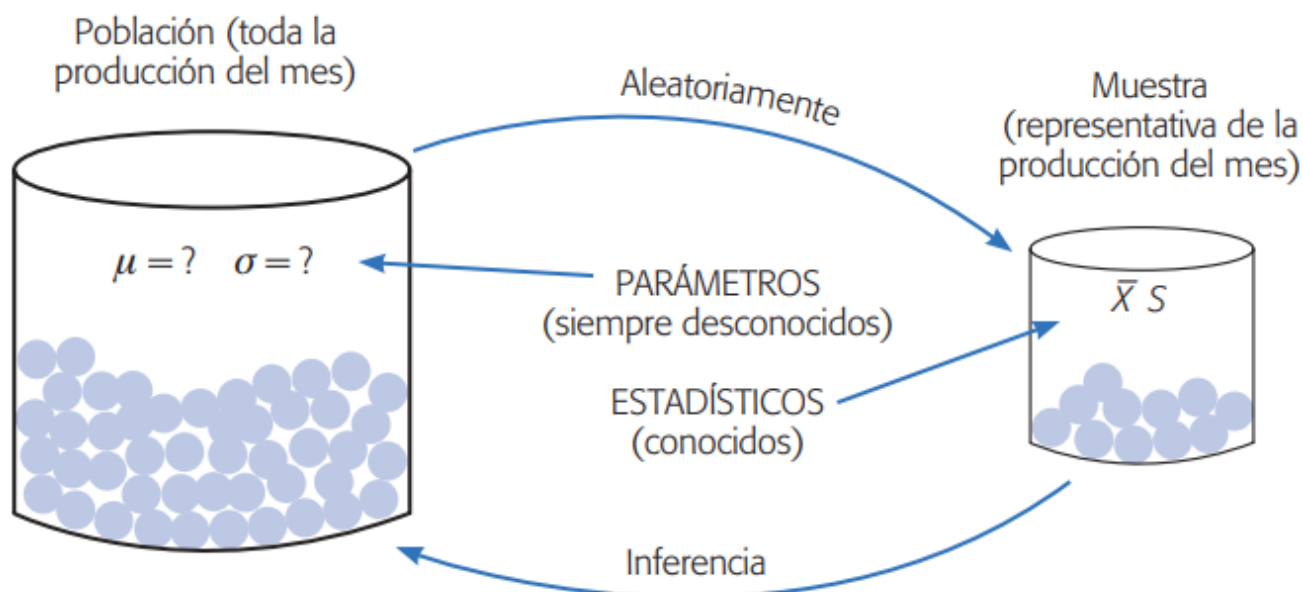 Población (toda la
producción del mes)
Aleatoriamente
Muestra
(representativa de la
producción del mes)
μ = ? σ = ?
PARÁMETROS
(siempre desconocidos)
X̄ S
ESTADÍSTICOS
(conocidos)
Inferencia